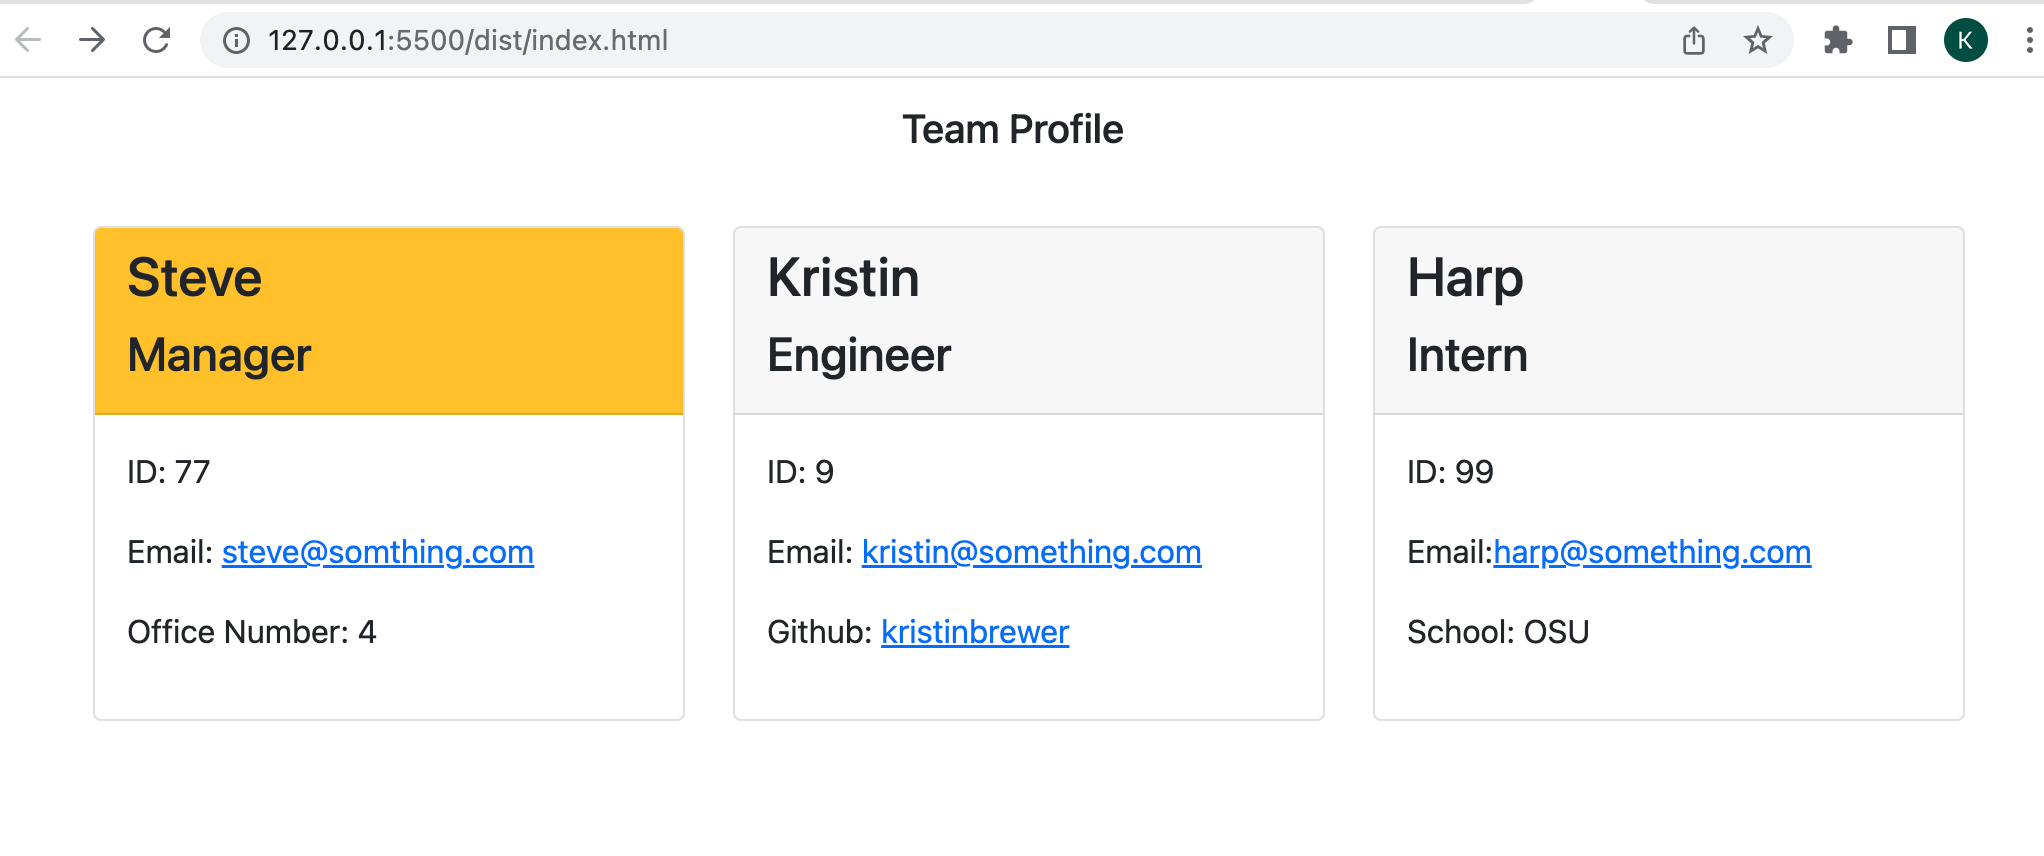 127.0.0.1:5500/dist/index.html
K
Team Profile
Steve
Manager
ID: 77
Email: steve@somthing.com
Office Number: 4
Kristin
Engineer
ID: 9
Email: kristin@something.com
Github: kristinbrewer
Harp
Intern
ID: 99
Email:harp@something.com
School: OSU